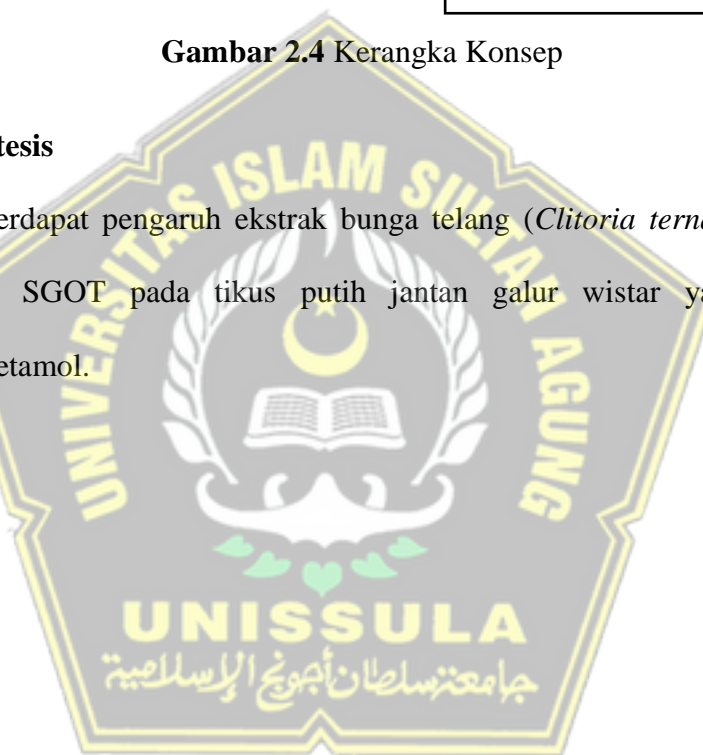 Gambar 2.4 Kerangka Konsep
tesis
erdapat pengaruh ekstrak bunga telang (Clitoria terna
SGOT pada tikus putih jantan galur wistar ya
etamol.
UNIVERSITAS ISLAM SULTAN AGUNG
UNISSULA
جامعة سلطان أجونج الإسلامية